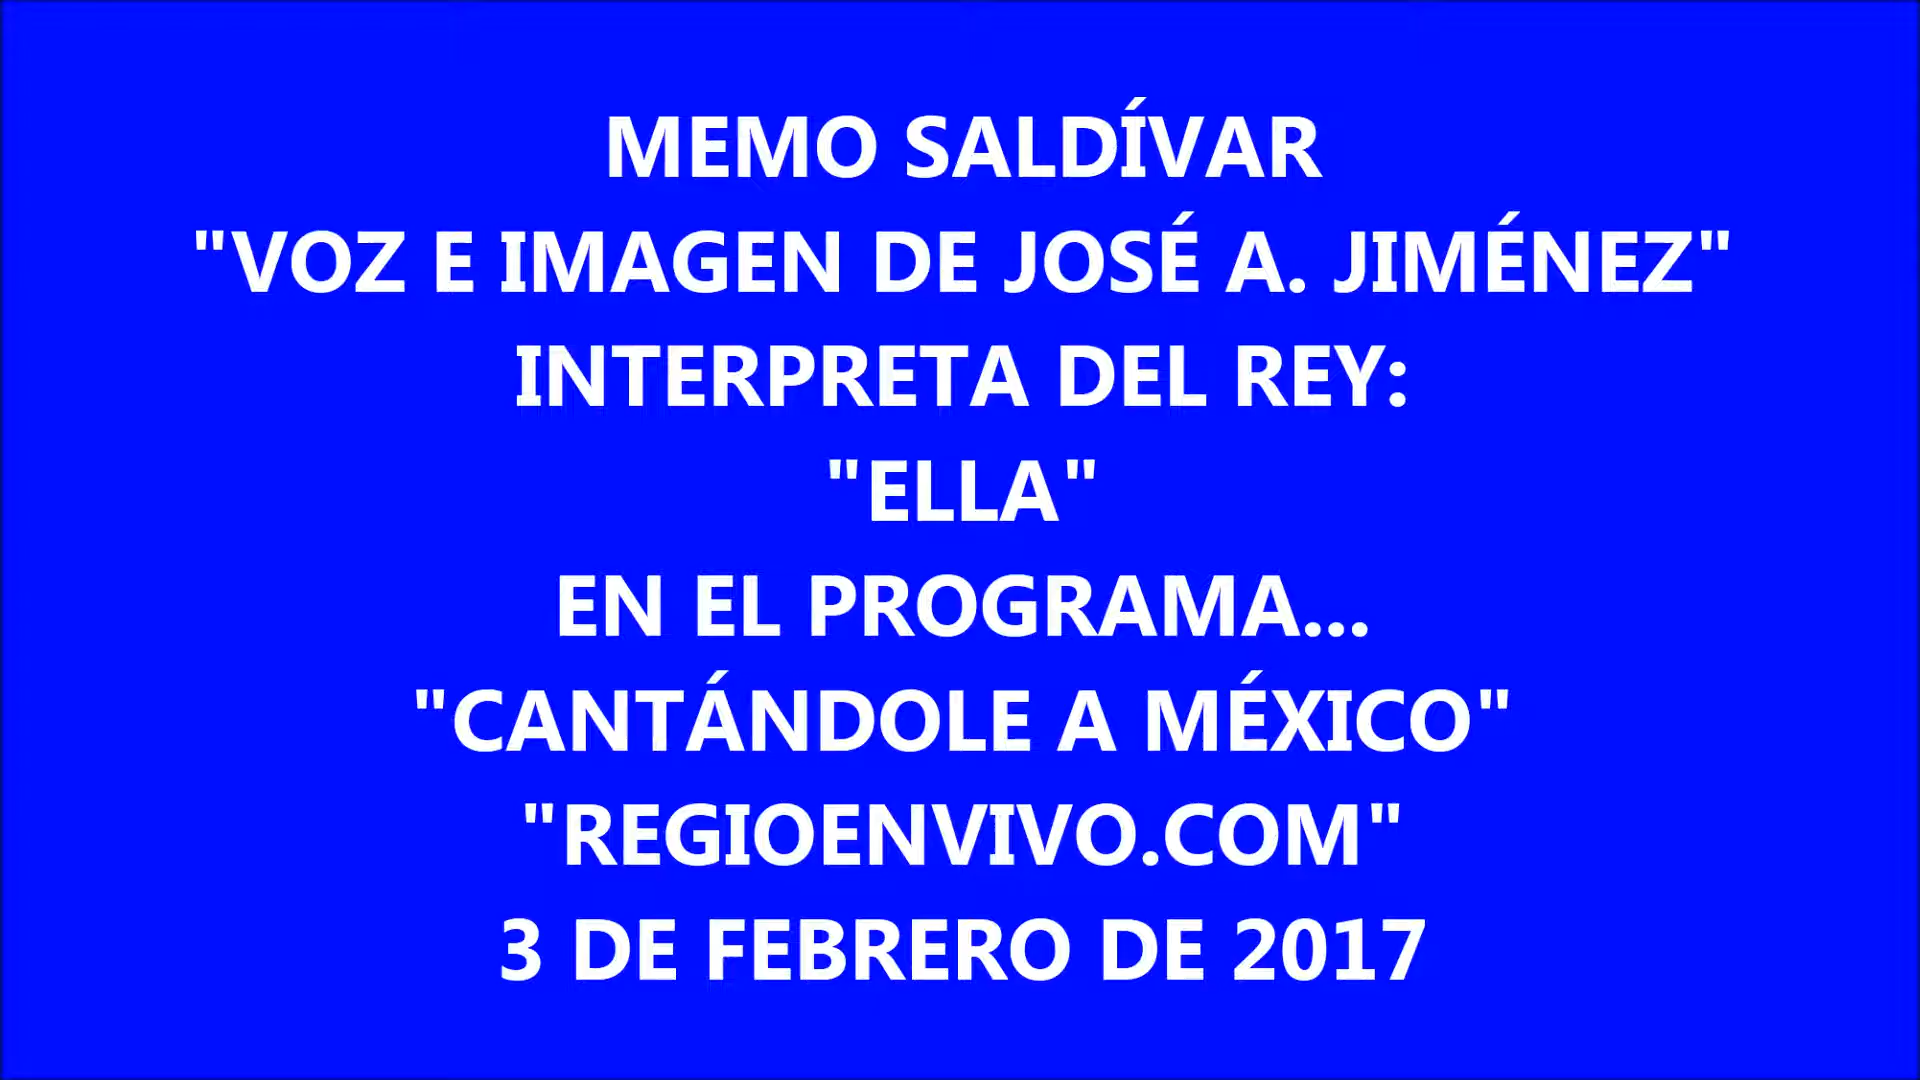 MEMO SALDÍVAR
"VOZ E IMAGEN DE JOSÉ A. JIMÉNEZ"
INTERPRETA DEL REY:
"ELLA"
EN EL PROGRAMA...
"CANTÁNDOLE A MÉXICO"
"REGIOENVIVO.COM"
3 DE FEBRERO DE 2017